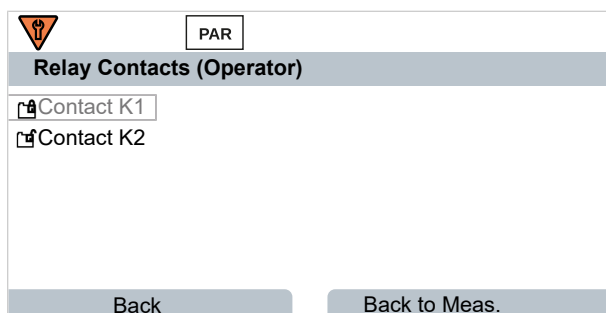 PAR
Relay Contacts (Operator)
Contact K1
Contact K2
Back
Back to Meas.